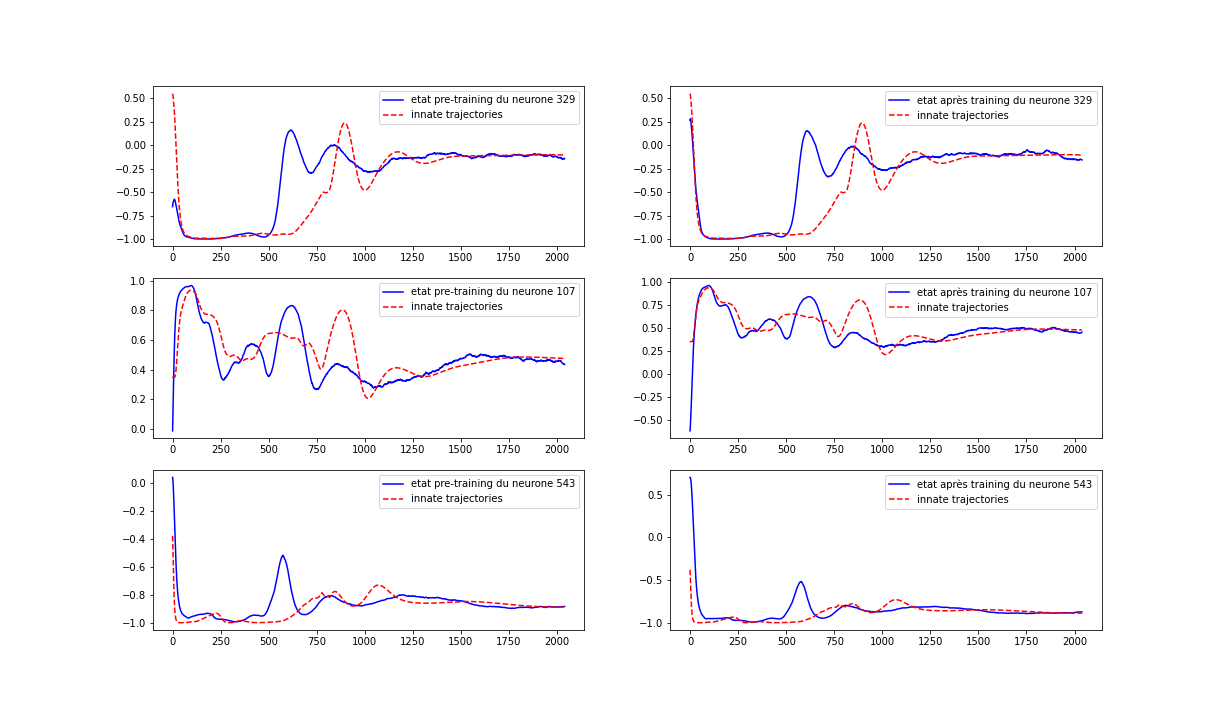 etat pre-training du neurone 329
innate trajectories
0.50
0.25
0.00
−0.25
−0.50
−0.75
−1.00
0 250 500 750 1000 1250 1500 1750 2000
etat après training du neurone 329
innate trajectories
0.50
0.25
0.00
−0.25
−0.50
−0.75
−1.00
0 250 500 750 1000 1250 1500 1750 2000
etat pre-training du neurone 107
innate trajectories
1.0
0.8
0.6
0.4
0.2
0.0
0 250 500 750 1000 1250 1500 1750 2000
etat après training du neurone 107
innate trajectories
1.00
0.75
0.50
0.25
0.00
−0.25
−0.50
0 250 500 750 1000 1250 1500 1750 2000
etat pre-training du neurone 543
innate trajectories
0.0
−0.2
−0.4
−0.6
−0.8
−1.0
0 250 500 750 1000 1250 1500 1750 2000
etat après training du neurone 543
innate trajectories
0.5
0.0
−0.5
−1.0
0 250 500 750 1000 1250 1500 1750 2000